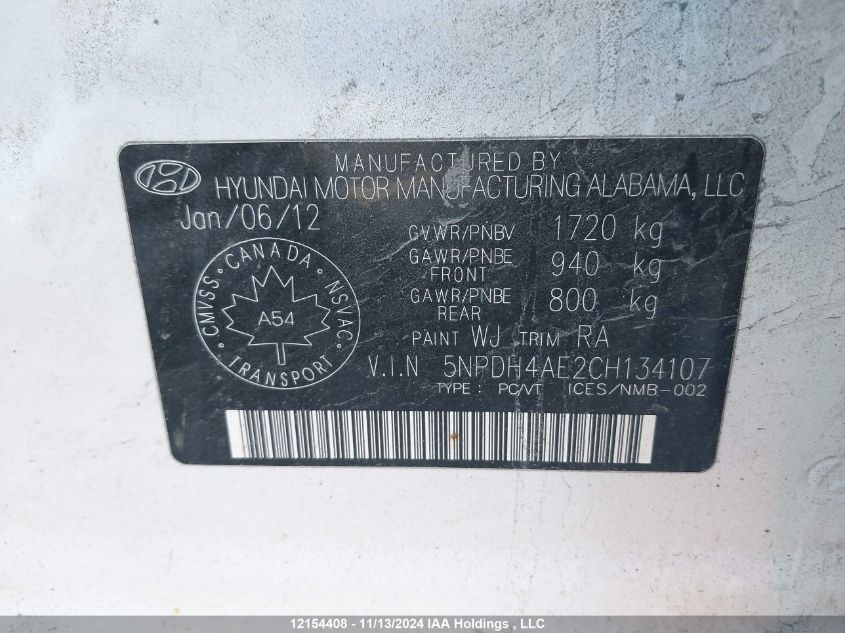 MANUFACTURED BY
HYUNDAI MOTOR MANUFACTURING ALABAMA, LLC
Jan/06/12
GVWR/PNBV 1720 kg
GAWR/PNBE FRONT 940 kg
GAWR/PNBE REAR 800 kg
CMVSS • CANADA • NSVAC • TRANSPORT •
A54
PAINT WJ TRIM RA
V.I.N 5NPDH4AE2CH134107
TYPE : PC/VT ICES/NMB-002
12154408 - 11/13/2024 IAA Holdings , LLC